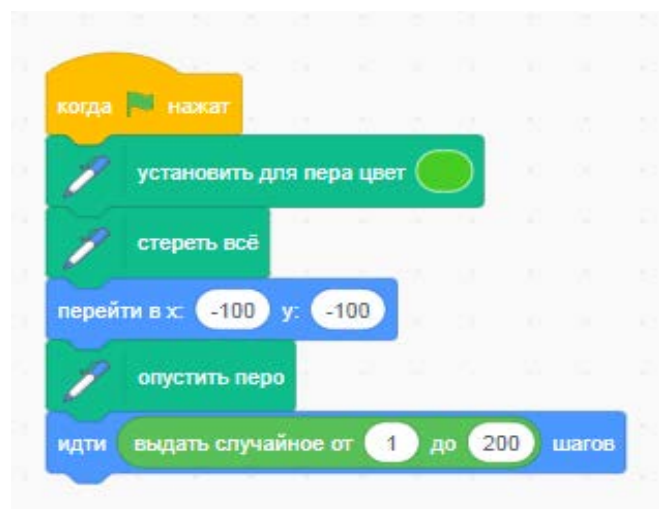 когда нажат
установить для пера цвет
стереть всё
перейти в x: -100 y: -100
опустить перо
идти выдать случайное от 1 до 200 шагов